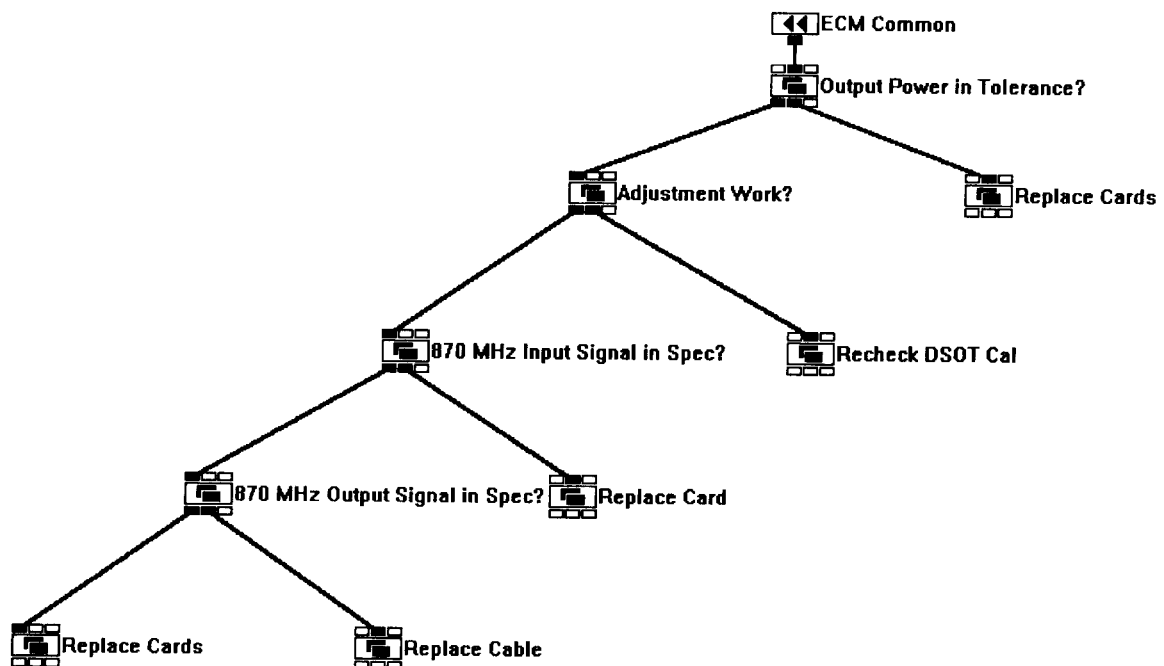 ECM Common
Output Power in Tolerance?
Adjustment Work?
Replace Cards
870 MHz Input Signal in Spec?
Recheck DSOT Cal
870 MHz Output Signal in Spec?
Replace Card
Replace Cards
Replace Cable